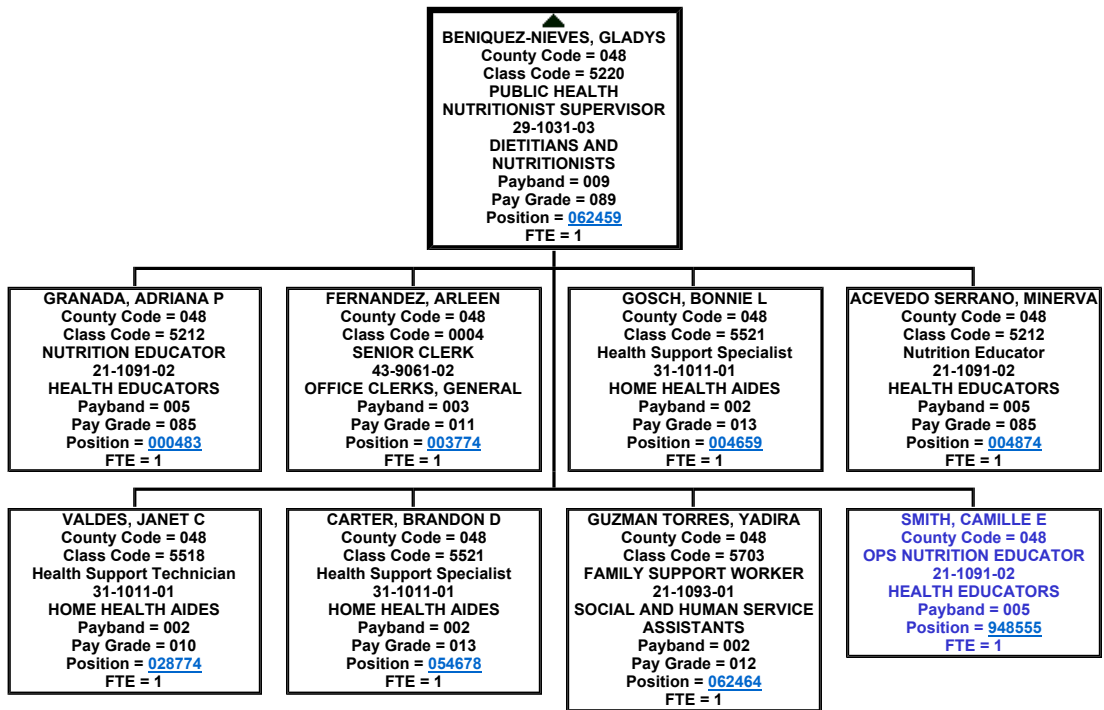 BENIQUEZ-NIEVES, GLADYS
County Code = 048
Class Code = 5220
PUBLIC HEALTH
NUTRITIONIST SUPERVISOR
29-1031-03
DIETITIANS AND
NUTRITIONISTS
Payband = 009
Pay Grade = 089
Position = 062459
FTE = 1
GRANADA, ADRIANA P
County Code = 048
Class Code = 5212
NUTRITION EDUCATOR
21-1091-02
HEALTH EDUCATORS
Payband = 005
Pay Grade = 085
Position = 000483
FTE = 1
FERNANDEZ, ARLEEN
County Code = 048
Class Code = 0004
SENIOR CLERK
43-9061-02
OFFICE CLERKS, GENERAL
Payband = 003
Pay Grade = 011
Position = 003774
FTE = 1
GOSCH, BONNIE L
County Code = 048
Class Code = 5521
Health Support Specialist
31-1011-01
HOME HEALTH AIDES
Payband = 002
Pay Grade = 013
Position = 004659
FTE = 1
ACEVEDO SERRANO, MINERVA
County Code = 048
Class Code = 5212
Nutrition Educator
21-1091-02
HEALTH EDUCATORS
Payband = 005
Pay Grade = 085
Position = 004874
FTE = 1
VALDES, JANET C
County Code = 048
Class Code = 5518
Health Support Technician
31-1011-01
HOME HEALTH AIDES
Payband = 002
Pay Grade = 010
Position = 028774
FTE = 1
CARTER, BRANDON D
County Code = 048
Class Code = 5521
Health Support Specialist
31-1011-01
HOME HEALTH AIDES
Payband = 002
Pay Grade = 013
Position = 054678
FTE = 1
GUZMAN TORRES, YADIRA
County Code = 048
Class Code = 5703
FAMILY SUPPORT WORKER
21-1093-01
SOCIAL AND HUMAN SERVICE
ASSISTANTS
Payband = 002
Pay Grade = 012
Position = 062464
FTE = 1
SMITH, CAMILLE E
County Code = 048
OPS NUTRITION EDUCATOR
21-1091-02
HEALTH EDUCATORS
Payband = 005
Position = 948555
FTE = 1